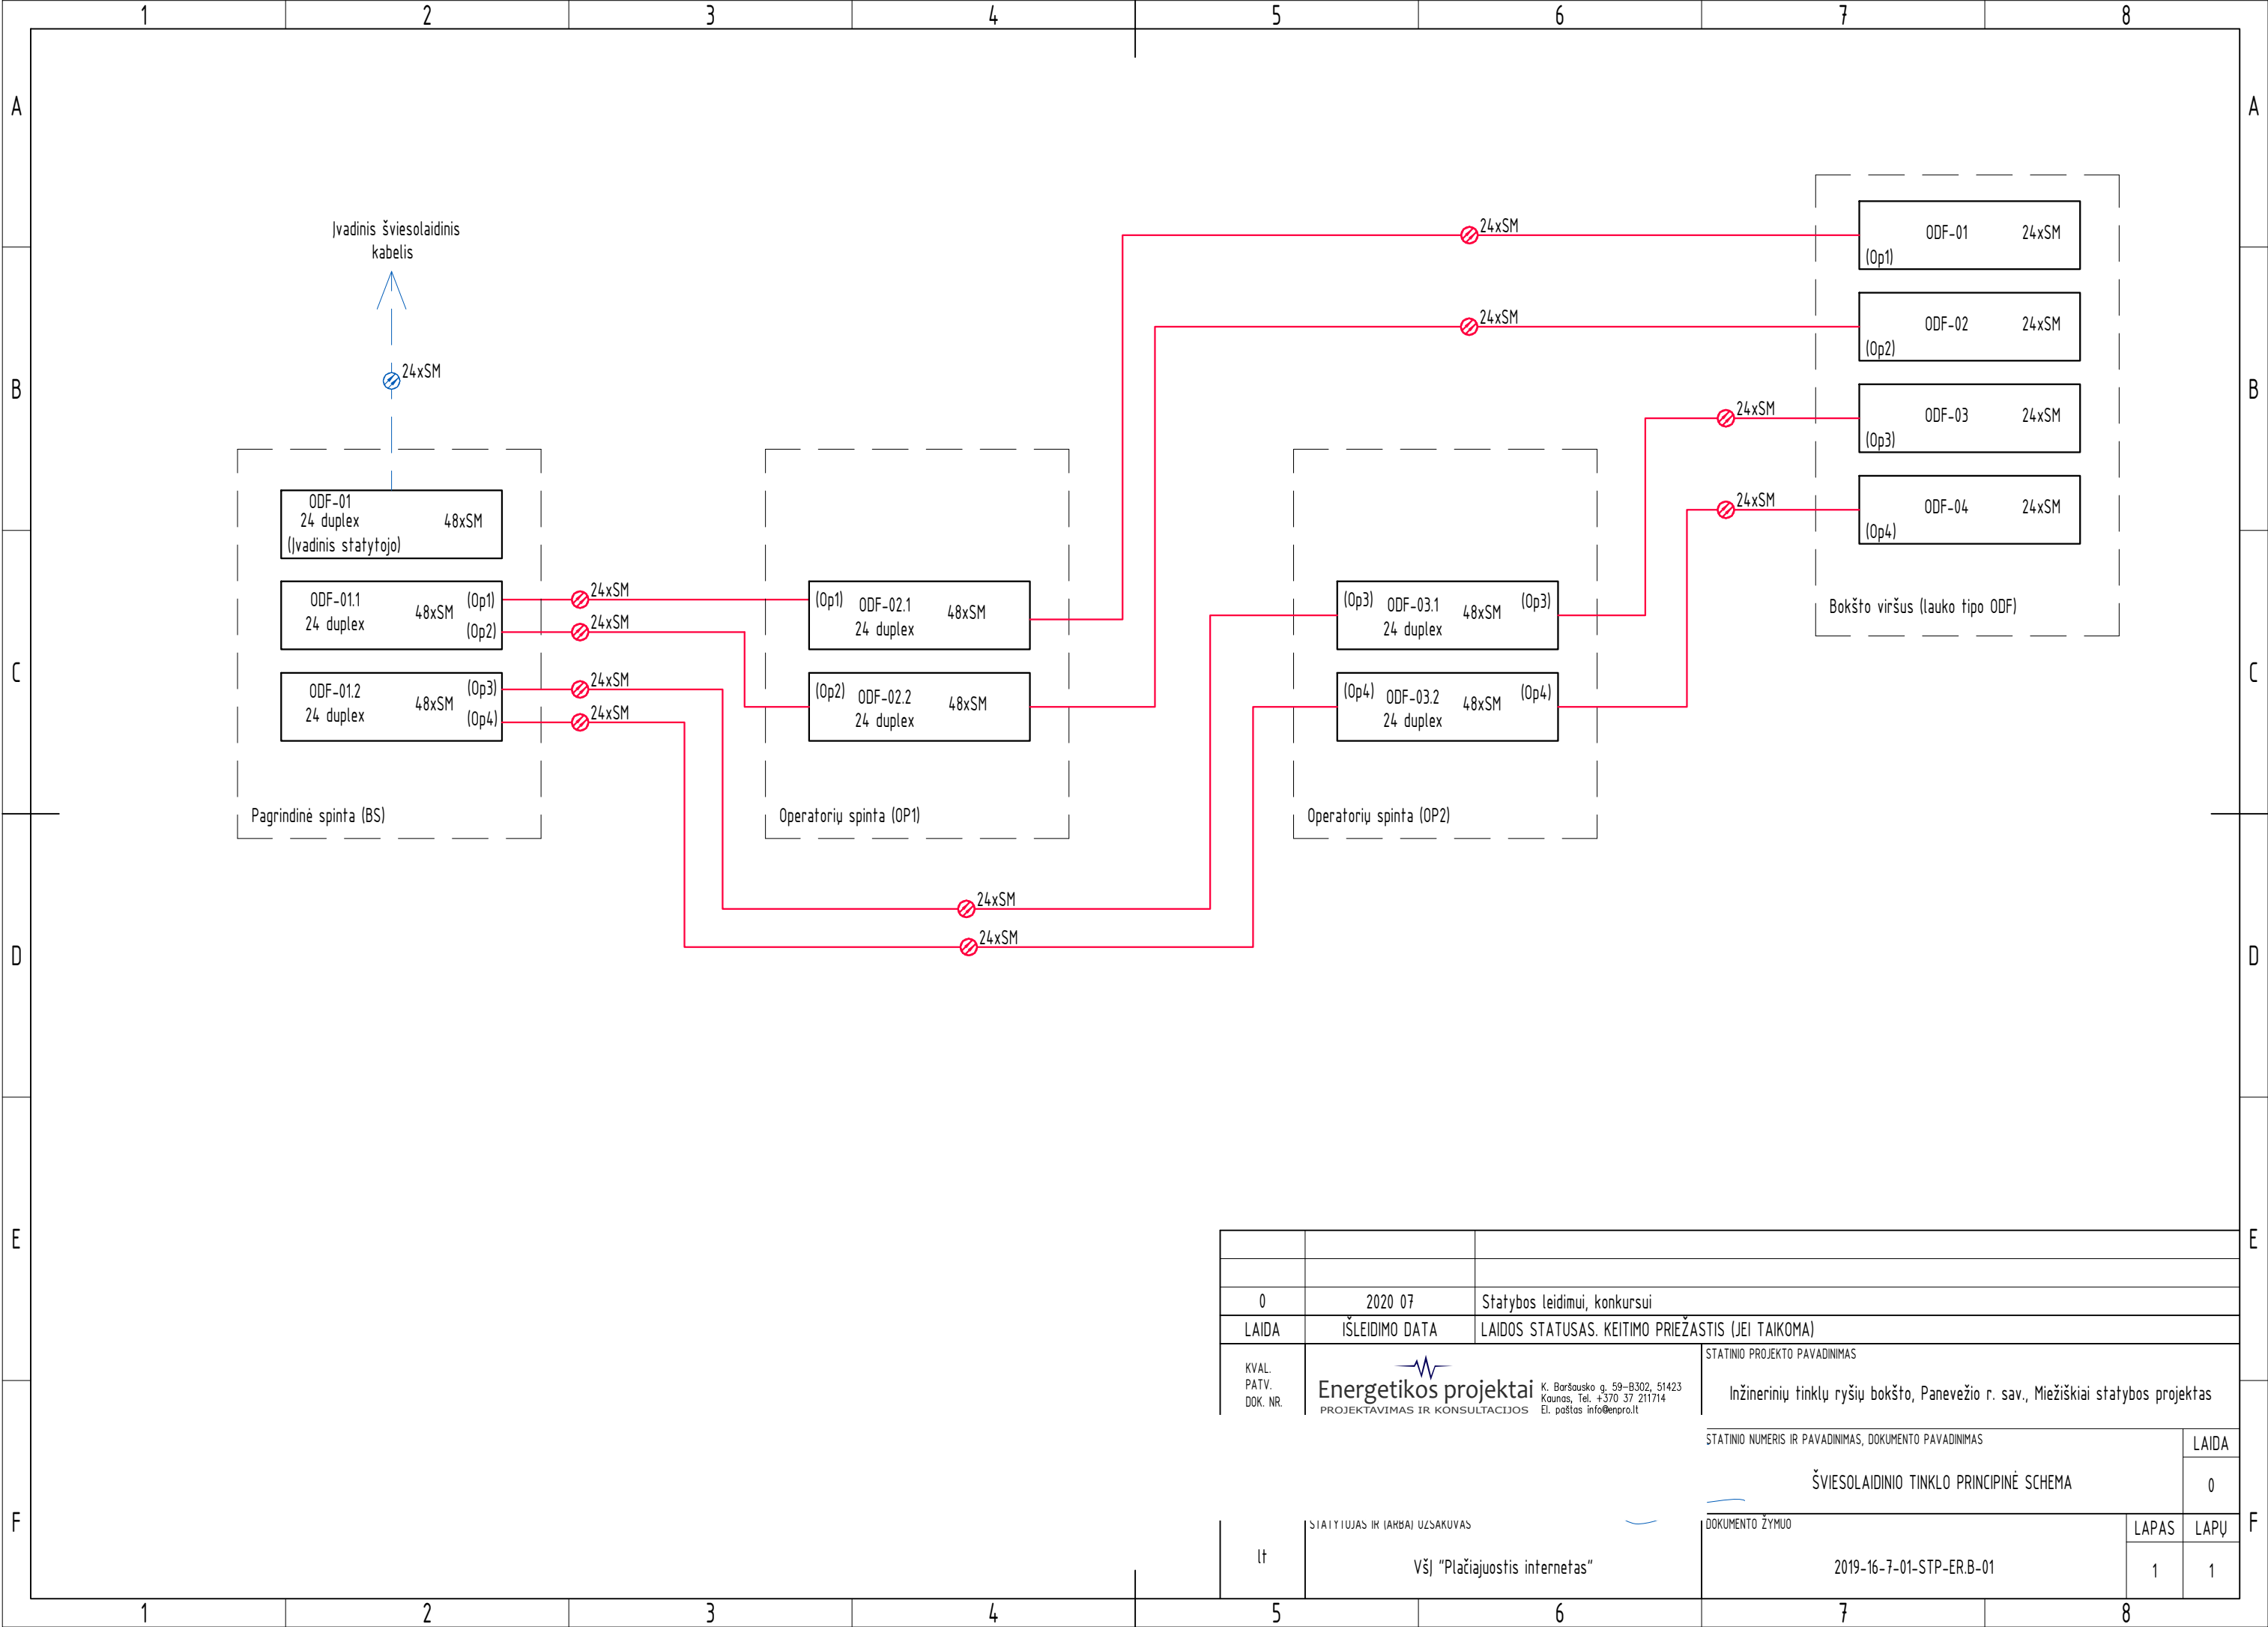 1 2 3 4 5 6 7 8
A A
B B
C C
D D
E E
F F
Įvadinis šviesolaidinis
kabelis
24xSM
ODF-01
24 duplex
48xSM
(Įvadinis statytojo)
ODF-01.1
24 duplex
48xSM
(Op1)
(Op2)
ODF-01.2
24 duplex
48xSM
(Op3)
(Op4)
Pagrindinė spinta (BS)
24xSM
24xSM
24xSM
24xSM
(Op1)
ODF-02.1
24 duplex
48xSM
(Op2)
ODF-02.2
24 duplex
48xSM
Operatorių spinta (OP1)
24xSM
24xSM
(Op3)
ODF-03.1
24 duplex
48xSM
(Op3)
(Op4)
ODF-03.2
24 duplex
48xSM
(Op4)
Operatorių spinta (OP2)
24xSM
24xSM
24xSM
24xSM
ODF-01 24xSM
(Op1)
ODF-02 24xSM
(Op2)
ODF-03 24xSM
(Op3)
ODF-04 24xSM
(Op4)
Bokšto viršus (lauko tipo ODF)
0 2020 07 Statybos leidimui, konkursui
LAIDA IŠLEIDIMO DATA LAIDOS STATUSAS. KEITIMO PRIEŽASTIS (JEI TAIKOMA)
KVAL.
PATV.
DOK. NR.
Energetikos projektai
PROJEKTAVIMAS IR KONSULTACIJOS
K. Baršausko g. 59-B302, 51423
Kaunas, Tel. +370 37 211714
El. paštas info@enpro.lt
STATINIO PROJEKTO PAVADINIMAS
Inžinerinių tinklų ryšių bokšto, Panevežio r. sav., Miežiškiai statybos projektas
STATINIO NUMERIS IR PAVADINIMAS, DOKUMENTO PAVADINIMAS
ŠVIESOLAIDINIO TINKLO PRINCIPINĖ SCHEMA
LAIDA
0
lt
STATYTOJAS IR (ARBA) UŽSAKOVAS
VšĮ "Plačiajuostis internetas"
DOKUMENTO ŽYMUO
2019-16-7-01-STP-ER.B-01
LAPAS LAPŲ
1 1
1 2 3 4 5 6 7 8